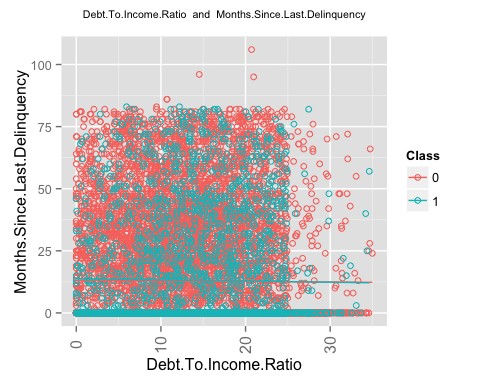 Debt.To.Income.Ratio and Months.Since.Last.Delinquency
Months.Since.Last.Delinquency
100
75
50
25
0
0
10
20
30
Debt.To.Income.Ratio
Class
0
1